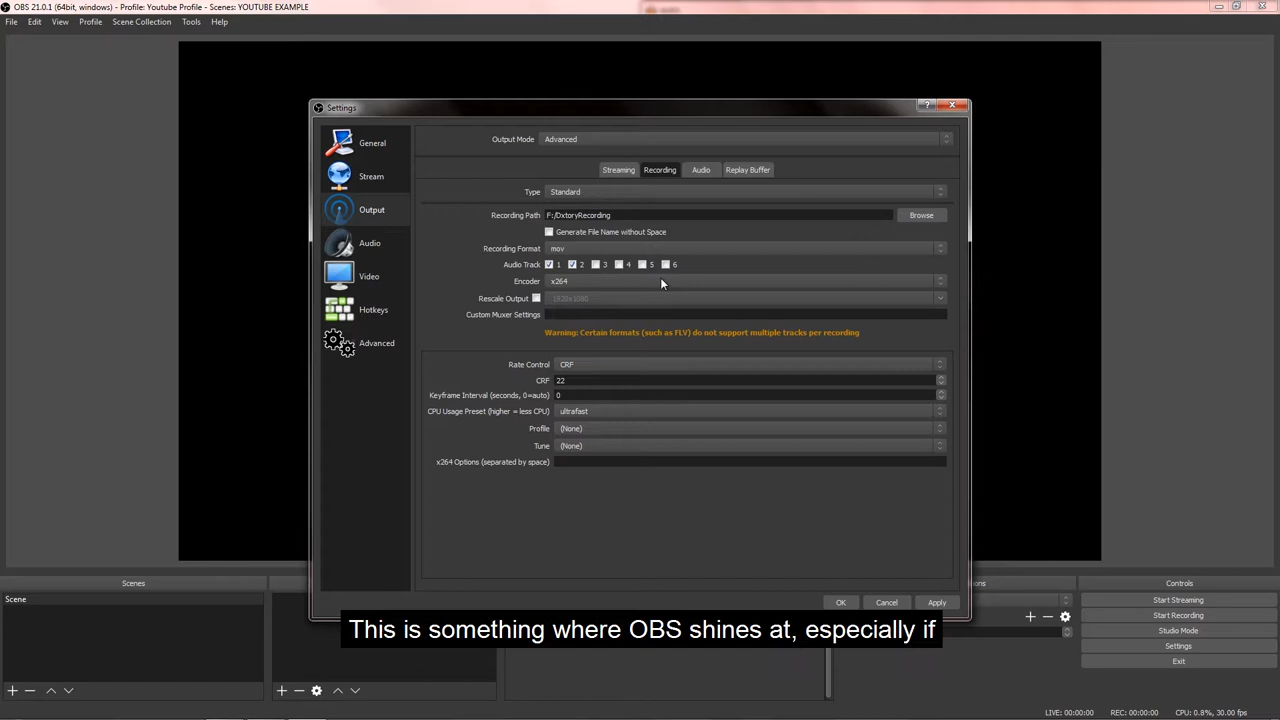 OBS 21.0.1 (64bit, windows) - Profile: Youtube Profile - Scenes: YOUTUBE EXAMPLE
File Edit View Profile Scene Collection Tools Help
Settings
General
Stream
Output
Audio
Video
Hotkeys
Advanced
Output Mode Advanced
Streaming Recording Audio Replay Buffer
Type Standard
Recording Path F:/DxtoryRecording Browse
Generate File Name without Space
Recording Format mov
Audio Track 1 2 3 4 5 6
Encoder x264
Rescale Output 1920x1080
Custom Muxer Settings
Warning: Certain formats (such as FLV) do not support multiple tracks per recording
Rate Control CRF
CRF 22
Keyframe Interval (seconds, 0=auto) 0
CPU Usage Preset (higher = less CPU) ultrafast
Profile (None)
Tune (None)
x264 Options (separated by space)
OK Cancel Apply
Scenes
Scene
ons
Controls
Start Streaming
Start Recording
Studio Mode
Settings
Exit
This is something where OBS shines at, especially if
LIVE: 00:00:00 REC: 00:00:00 CPU: 0.8%, 30.00 fps